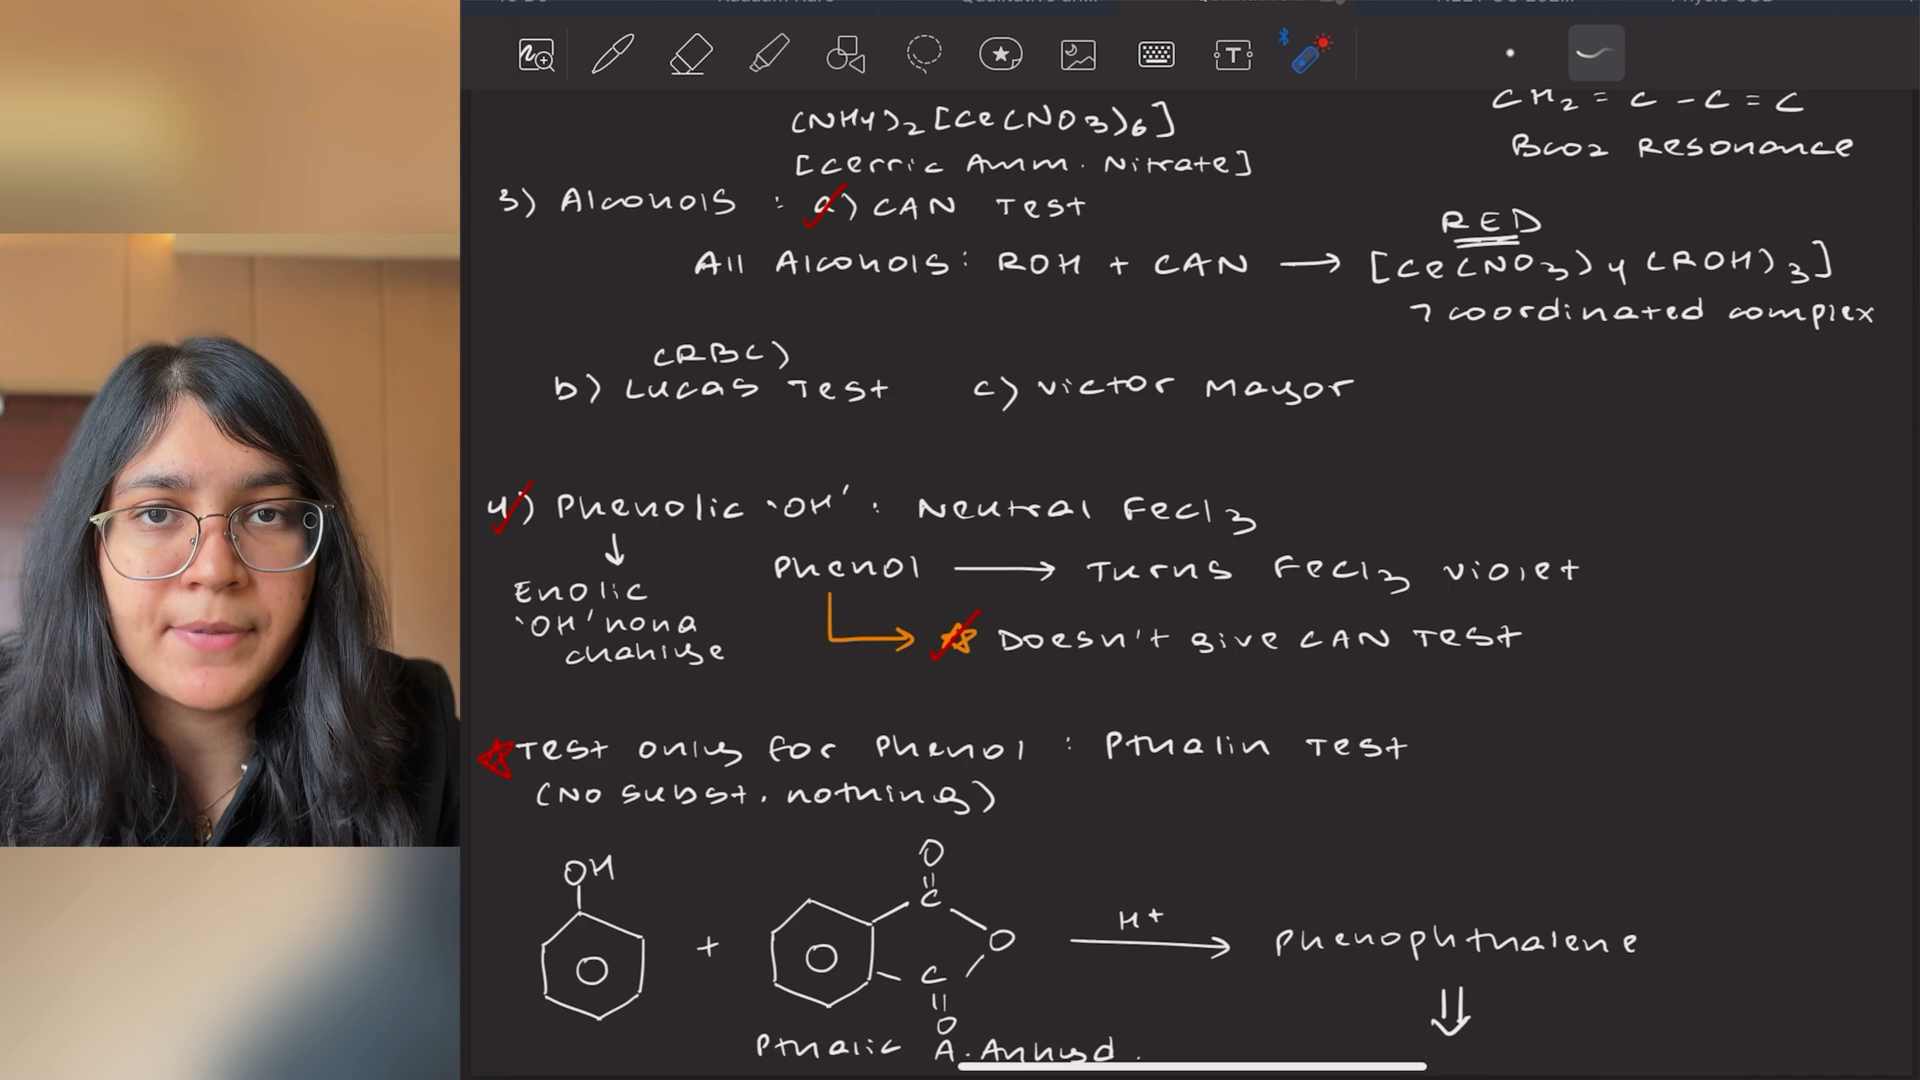 (NH4)2[Ce(NO3)6]
[Cerric Amm. Nitrate]
CH2 = C - C = C
Bcoz Resonance
3) Alcohols : a) CAN Test
RED
All Alcohols: ROH + CAN → [Ce(NO3)4(ROH)3]
7 coordinated complex
(RBC)
b) Lucas Test c) Victor Mayor
4) Phenolic 'OH' : Neutral FeCl3
↓
Enolic
'OH' hona
chahiye
Phenol → Turns FeCl3 violet
Doesn't give CAN Test
Test only for Phenol : Pthalin Test
(No subst. nothing)
OH
+
O
C
O
C
O
H+
Phenophthalene
Pthalic A. Anhyd.